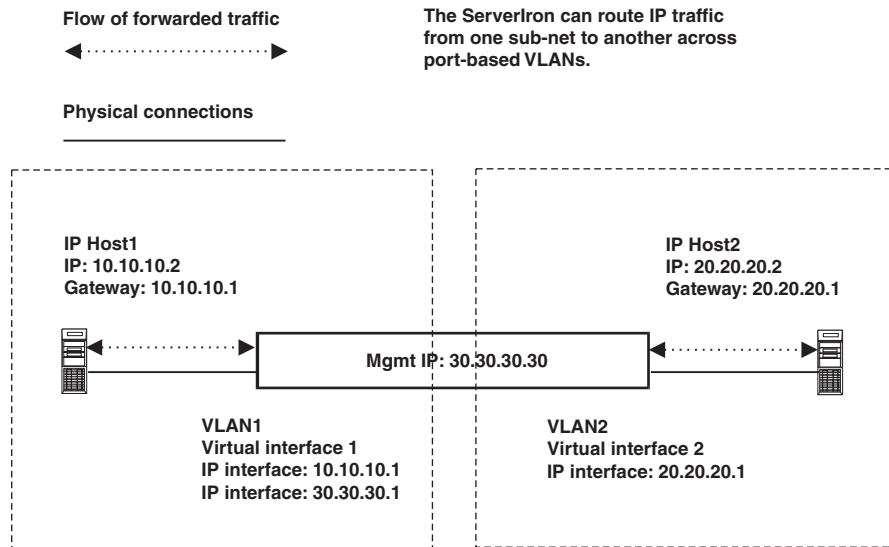 Flow of forwarded traffic
The ServerIron can route IP traffic
from one sub-net to another across
port-based VLANs.
Physical connections
IP Host1
IP: 10.10.10.2
Gateway: 10.10.10.1
IP Host2
IP: 20.20.20.2
Gateway: 20.20.20.1
Mgmt IP: 30.30.30.30
VLAN1
Virtual interface 1
IP interface: 10.10.10.1
IP interface: 30.30.30.1
VLAN2
Virtual interface 2
IP interface: 20.20.20.1